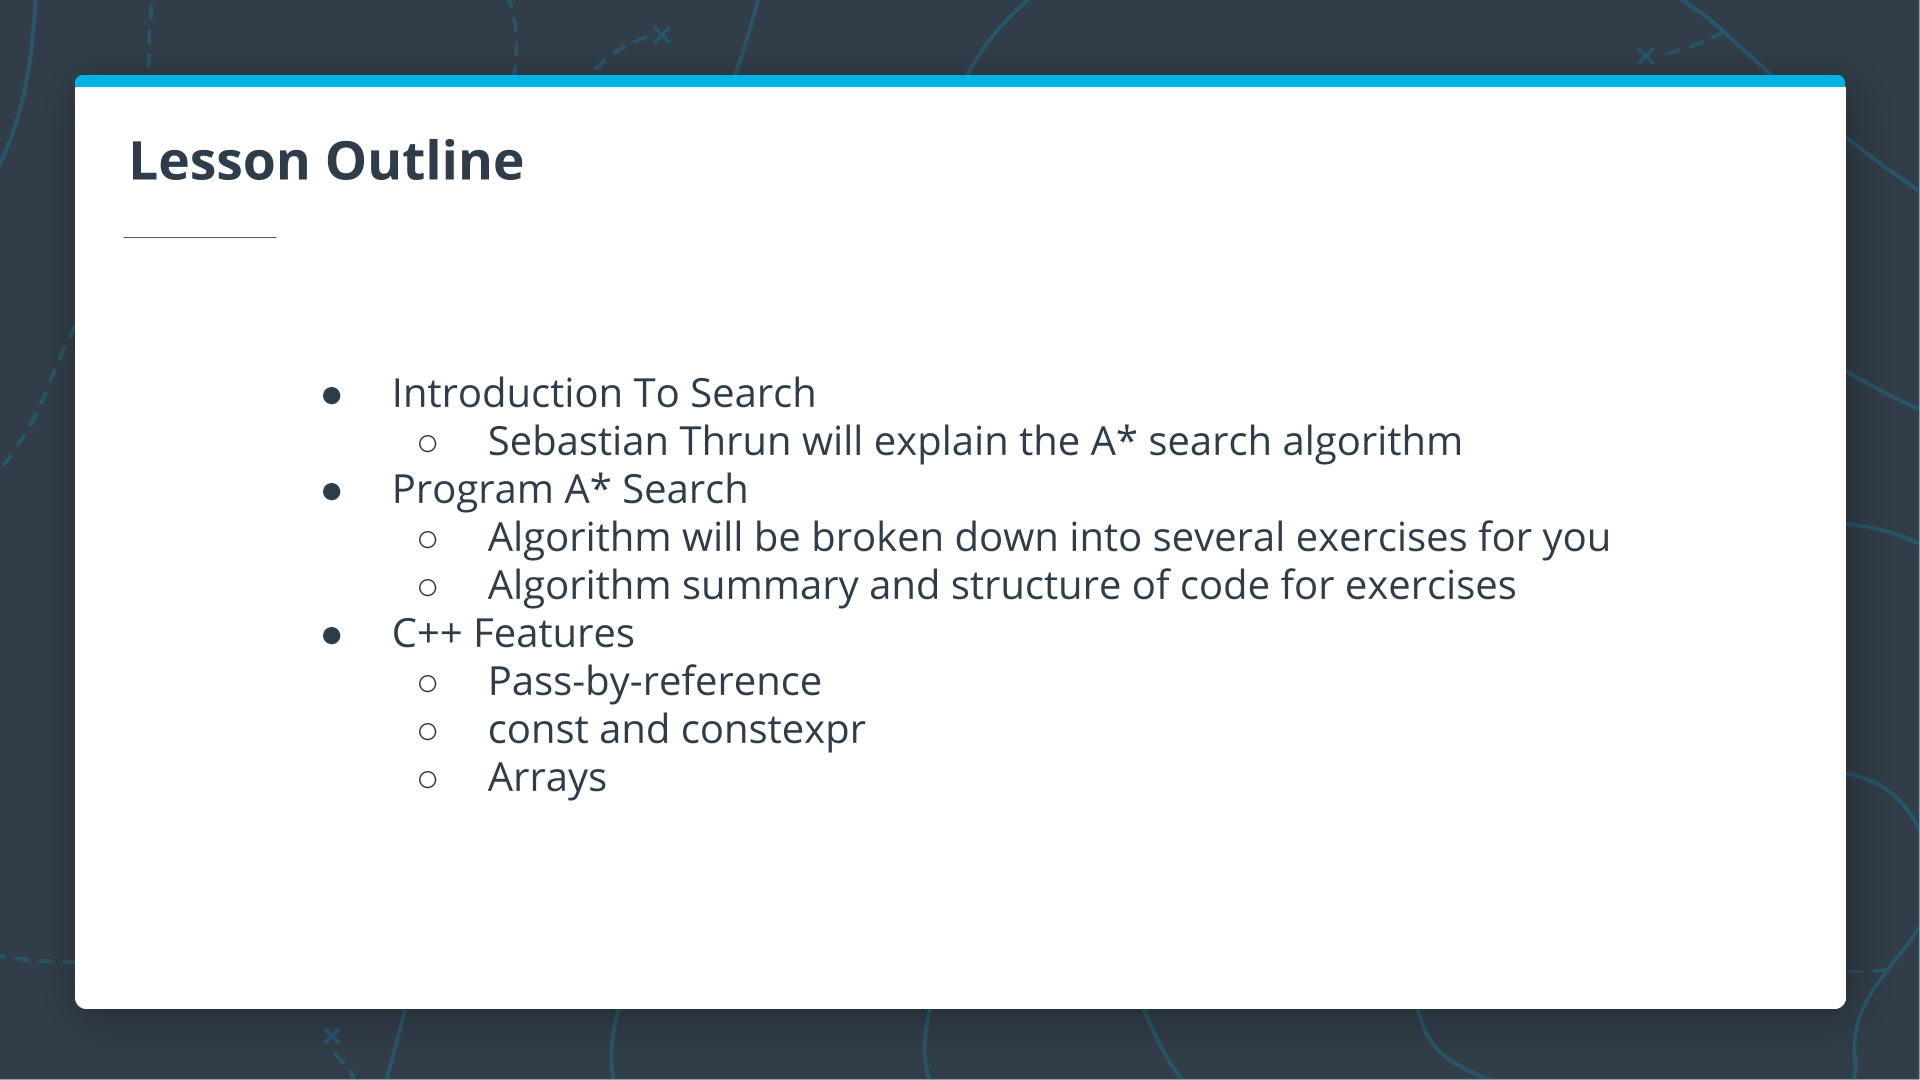 Lesson Outline
● Introduction To Search
○ Sebastian Thrun will explain the A* search algorithm
● Program A* Search
○ Algorithm will be broken down into several exercises for you
○ Algorithm summary and structure of code for exercises
● C++ Features
○ Pass-by-reference
○ const and constexpr
○ Arrays